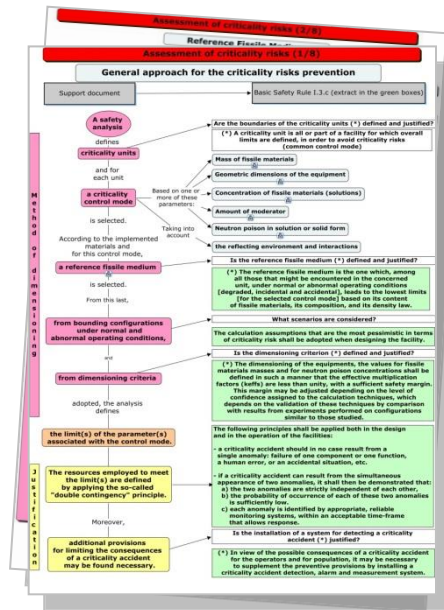 Assessment of criticality risks (2/8)
Reference Fissile Me
Assessment of criticality risks (1/8)
General approach for the criticality risks prevention
Support document
Basic Safety Rule I.3.c (extract in the green boxes)
Method of dimensioning
A safety
analysis
defines
criticality units
and for
each unit
a criticality
control mode
is selected.
Based on one or
more of these
parameters:
Taking into
account
According to the implemented
materials and
for this control mode,
a reference fissile medium
is selected.
From this last,
from bounding configurations
under normal and
abnormal operating conditions,
and
from dimensioning criteria
adopted, the analysis
defines
the limit(s) of the parameter(s)
associated with the control mode.
Are the boundaries of the criticality units (*) defined and justified?
(*) A criticality unit is all or part of a facility for which overall
limits are defined, in order to avoid criticality risks
(common control mode)
Mass of fissile materials
&
Geometric dimensions of the equipment
&
Concentration of fissile materials (solutions)
&
Amount of moderator
&
Neutron poison in solution or solid form
&
the reflecting environment and interactions
Is the reference fissile medium (*) defined and justified?
(*) The reference fissile medium is the one which, among
all those that might be encountered in the concerned
unit, under normal or abnormal operating conditions
[degraded, incidental and accidental], leads to the lowest limits
[for the selected control mode] based on its content
of fissile materials, its composition, and its density law.
What scenarios are considered?
The calculation assumptions that are the most pessimistic in terms
of criticality risk shall be adopted when designing the facility.
Is the dimensioning criterion (*) defined and justified?
(*) The dimensioning of the equipments, the values for fissile
materials masses and for neutron poison concentrations shall be
defined in such a manner that the effective multiplication
factors (keffs) are less than unity, with a sufficient safety margin.
This margin may be adjusted depending on the level of
confidence assigned to the calculation techniques, which
depends on the validation of these techniques by comparison
with results from experiments performed on configurations
similar to those studied.
Justification
The resources employed to meet
the limit(s) are defined
by applying the so-called
"double contingency" principle.
Moreover,
additional provisions
for limiting the consequences
of a criticality accident
may be found necessary.
The following principles shall be applied both in the design
and in the operation of the facilities:
- a criticality accident should in no case result from a
single anomaly: failure of one component or one function,
a human error, or an accidental situation, etc.
- if a criticality accident can result from the simultaneous
appearance of two anomalies, it shall then be demonstrated that:
a) the two anomalies are strictly independent of each other,
b) the probability of occurrence of each of these two anomalies
is sufficiently low.
c) each anomaly is identified by appropriate, reliable
monitoring systems, within an acceptable time-frame
that allows response.
Is the installation of a system for detecting a criticality
accident (*) justified?
(*) In view of the possible consequences of a criticality accident
for the operators and for population, it may be necessary
to supplement the preventive provisions by installing a
criticality accident detection, alarm and measurement system.